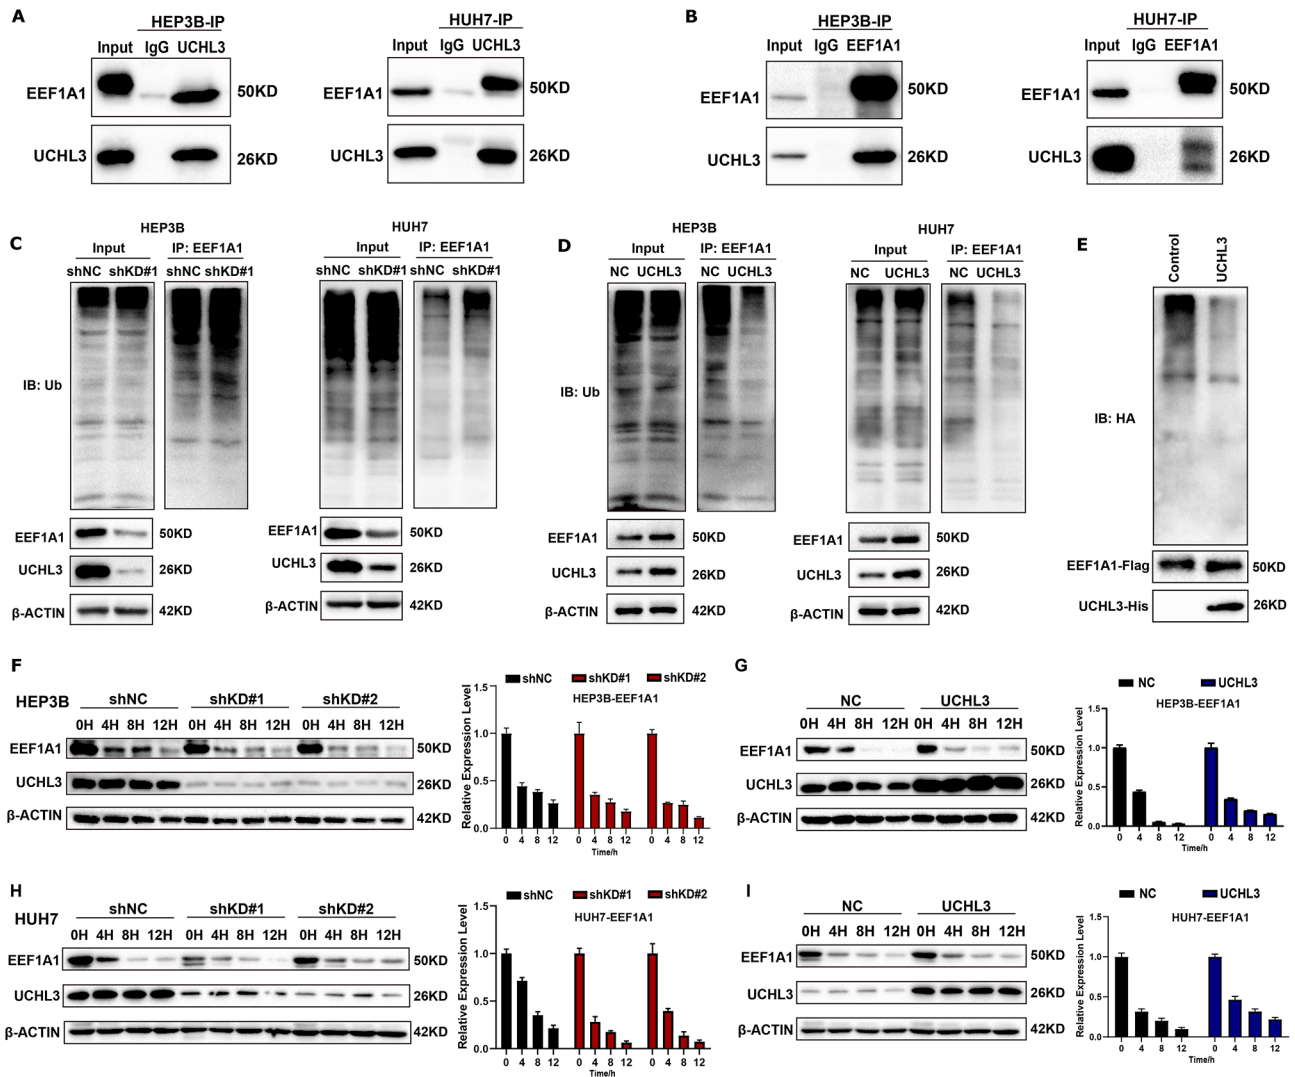 A
HEP3B-IP
Input IgG UCHL3
EEF1A1 50KD
UCHL3 26KD
HUH7-IP
Input IgG UCHL3
EEF1A1 50KD
UCHL3 26KD
B
HEP3B-IP
Input IgG EEF1A1
EEF1A1 50KD
UCHL3 26KD
HUH7-IP
Input IgG EEF1A1
EEF1A1 50KD
UCHL3 26KD
C
HEP3B
Input IP: EEF1A1
shNC shKD#1 shNC shKD#1
IB: Ub
EEF1A1 50KD
UCHL3 26KD
β-ACTIN 42KD
HUH7
Input IP: EEF1A1
shNC shKD#1 shNC shKD#1
EEF1A1 50KD
UCHL3 26KD
β-ACTIN 42KD
D
HEP3B
Input IP: EEF1A1
NC UCHL3 NC UCHL3
IB: Ub
EEF1A1 50KD
UCHL3 26KD
β-ACTIN 42KD
HUH7
Input IP: EEF1A1
NC UCHL3 NC UCHL3
EEF1A1 50KD
UCHL3 26KD
β-ACTIN 42KD
E
Control UCHL3
IB: HA
EEF1A1-Flag 50KD
UCHL3-His 26KD
F
HEP3B
shNC shKD#1 shKD#2
0H 4H 8H 12H 0H 4H 8H 12H 0H 4H 8H 12H
EEF1A1 50KD
UCHL3 26KD
β-ACTIN 42KD
shNC shKD#1 shKD#2
HEP3B-EEF1A1
Relative Expression Level
1.5
1.0
0.5
0.0
0 4 8 12 0 4 8 12 0 4 8 12
Time/h
G
NC UCHL3
0H 4H 8H 12H 0H 4H 8H 12H
EEF1A1 50KD
UCHL3 26KD
β-ACTIN 42KD
NC UCHL3
HEP3B-EEF1A1
Relative Expression Level
1.5
1.0
0.5
0.0
0 4 8 12 0 4 8 12
Time/h
H
HUH7
shNC shKD#1 shKD#2
0H 4H 8H 12H 0H 4H 8H 12H 0H 4H 8H 12H
EEF1A1 50KD
UCHL3 26KD
β-ACTIN 42KD
shNC shKD#1 shKD#2
HUH7-EEF1A1
Relative Expression Level
1.5
1.0
0.5
0.0
0 4 8 12 0 4 8 12 0 4 8 12
Time/h
I
NC UCHL3
0H 4H 8H 12H 0H 4H 8H 12H
EEF1A1 50KD
UCHL3 26KD
β-ACTIN 42KD
NC UCHL3
HUH7-EEF1A1
Relative Expression Level
1.5
1.0
0.5
0.0
0 4 8 12 0 4 8 12
Time/h